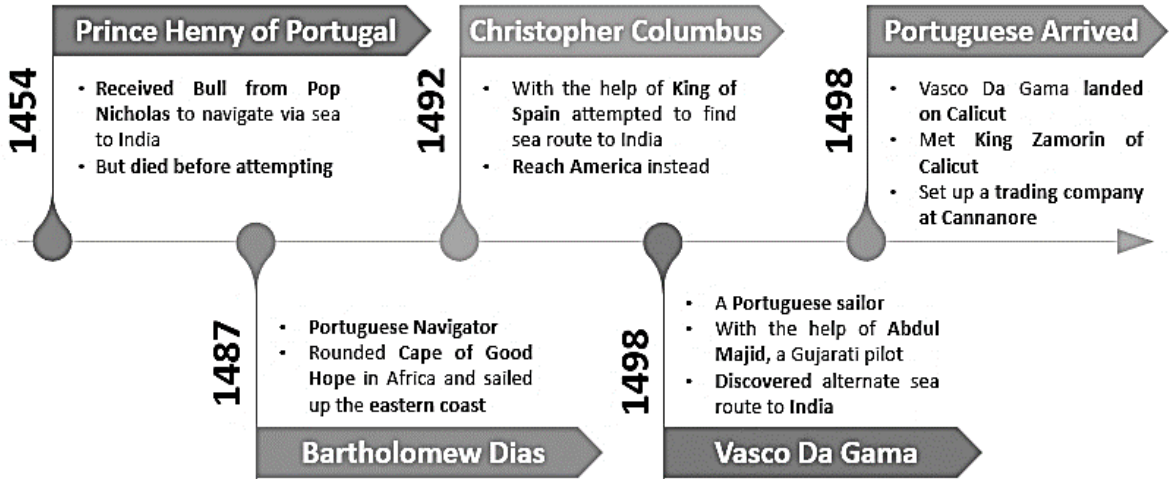 Prince Henry of Portugal
1454
• Received Bull from Pop
Nicholas to navigate via sea
to India
• But died before attempting
Christopher Columbus
1492
• With the help of King of
Spain attempted to find
sea route to India
• Reach America instead
Portuguese Arrived
1498
• Vasco Da Gama landed
on Calicut
• Met King Zamorin of
Calicut
• Set up a trading company
at Cannanore
1487
• Portuguese Navigator
• Rounded Cape of Good
Hope in Africa and sailed
up the eastern coast
Bartholomew Dias
1498
• A Portuguese sailor
• With the help of Abdul
Majid, a Gujarati pilot
• Discovered alternate sea
route to India
Vasco Da Gama